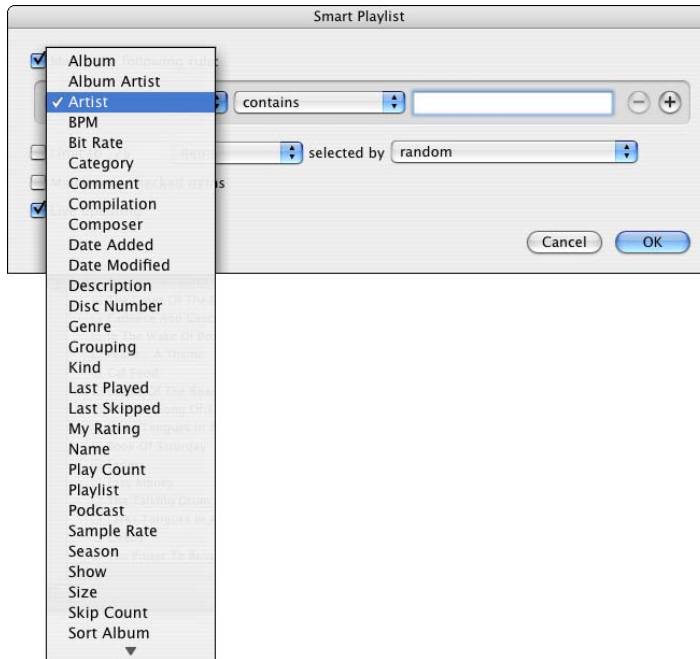 Smart Playlist
Album
Album Artist
✓ Artist
contains
BPM
Bit Rate
selected by random
Category
Comment
Compilation
Composer
Date Added
Cancel
OK
Date Modified
Description
Disc Number
Genre
Grouping
Kind
Last Played
Last Skipped
My Rating
Name
Play Count
Playlist
Podcast
Sample Rate
Season
Show
Size
Skip Count
Sort Album